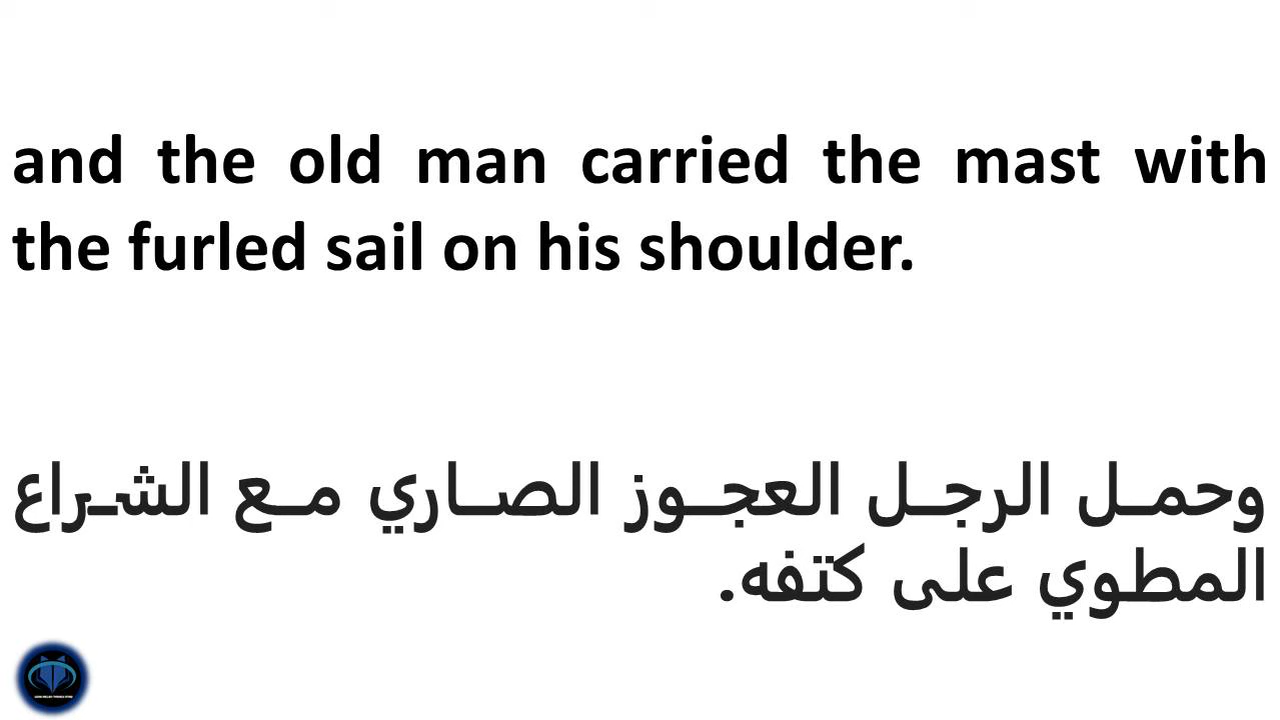 and the old man carried the mast with
the furled sail on his shoulder.
وحمل الرجل العجوز الصاري مع الشراع
المطوي على كتفه.